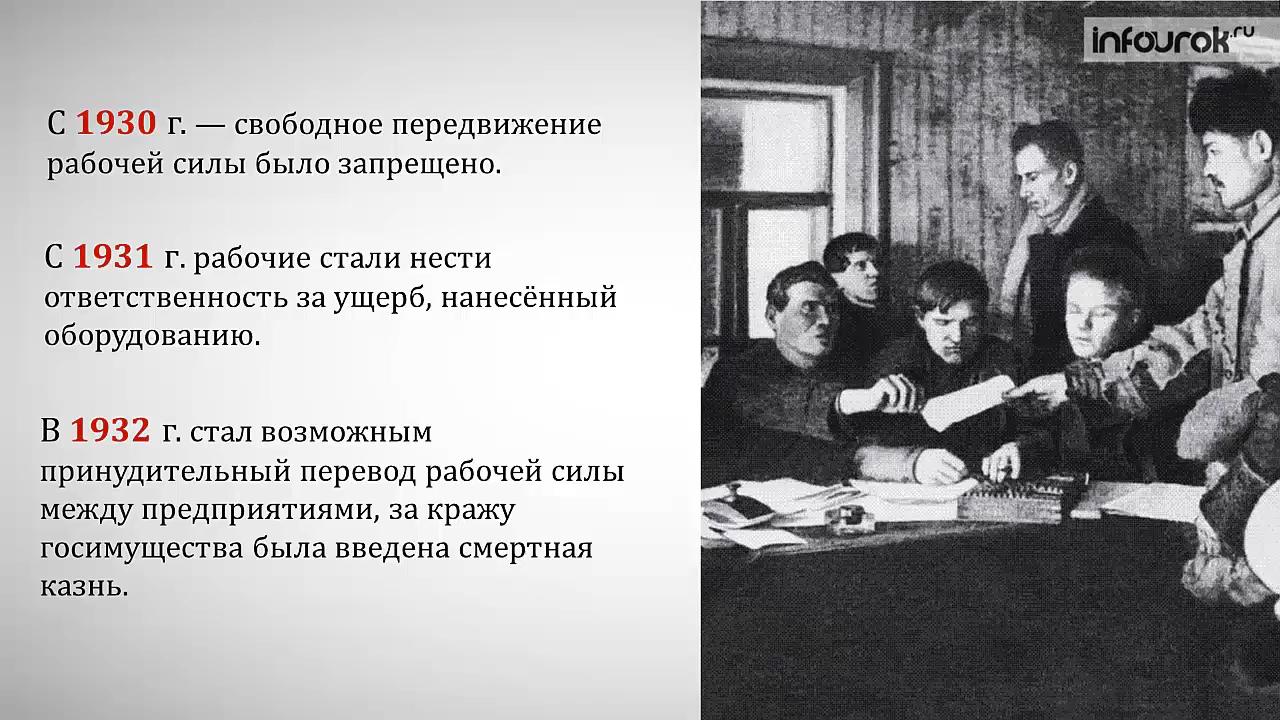 infourok.ru
С 1930 г. — свободное передвижение
рабочей силы было запрещено.
С 1931 г. рабочие стали нести
ответственность за ущерб, нанесённый
оборудованию.
В 1932 г. стал возможным
принудительный перевод рабочей силы
между предприятиями, за кражу
госимущества была введена смертная
казнь.